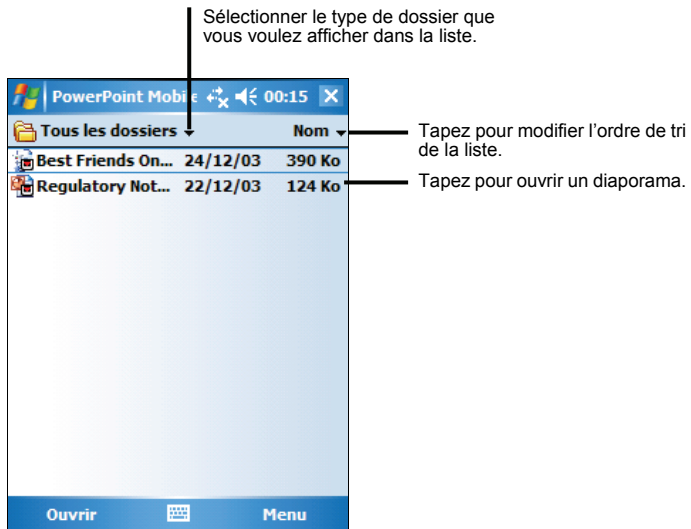 Sélectionner le type de dossier que
vous voulez afficher dans la liste.
PowerPoint Mobile 00:15
Tous les dossiers Nom
Best Friends On... 24/12/03 390 Ko
Regulatory Not... 22/12/03 124 Ko
Tapez pour modifier l’ordre de tri
de la liste.
Tapez pour ouvrir un diaporama.
Ouvrir Menu